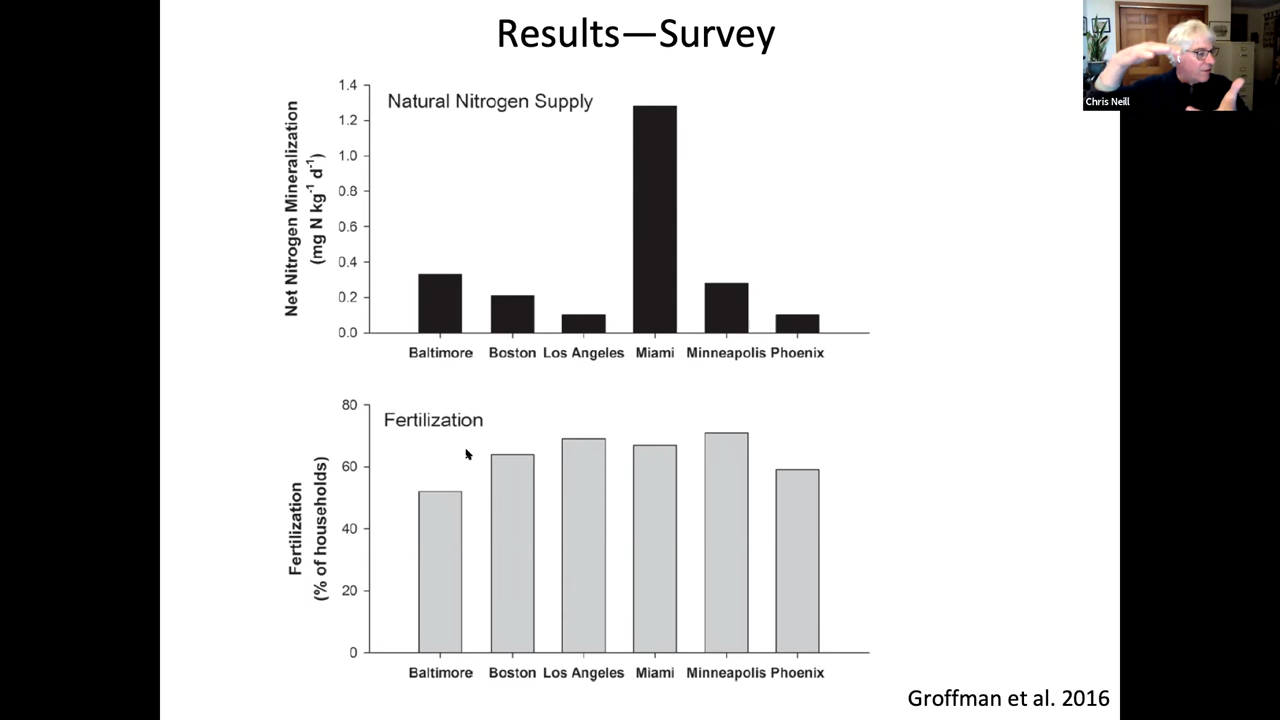 Results—Survey
Chris Neill
Natural Nitrogen Supply
Net Nitrogen Mineralization
(mg N kg⁻¹ d⁻¹)
1.4
1.2
1.0
0.8
0.6
0.4
0.2
0.0
Baltimore Boston Los Angeles Miami Minneapolis Phoenix
Fertilization
Fertilization
(% of households)
80
60
40
20
0
Baltimore Boston Los Angeles Miami Minneapolis Phoenix
Groffman et al. 2016